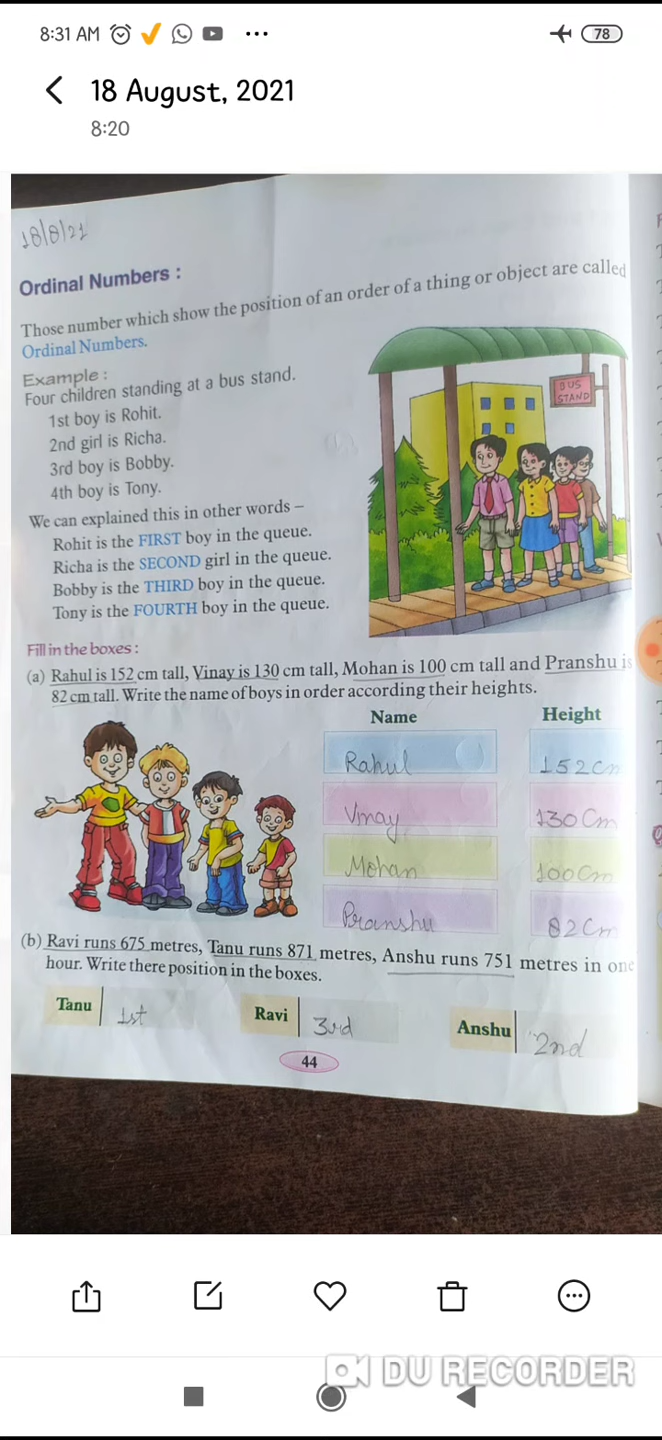 8:31 AM
78
18 August, 2021
8:20
18/8/21
Ordinal Numbers :
Those number which show the position of an order of a thing or object are called
Ordinal Numbers.
Example :
Four children standing at a bus stand.
1st boy is Rohit.
2nd girl is Richa.
3rd boy is Bobby.
4th boy is Tony.
We can explained this in other words –
Rohit is the FIRST boy in the queue.
Richa is the SECOND girl in the queue.
Bobby is the THIRD boy in the queue.
Tony is the FOURTH boy in the queue.
BUS
STAND
Fill in the boxes :
(a) Rahul is 152 cm tall, Vinay is 130 cm tall, Mohan is 100 cm tall and Pranshu is
82 cm tall. Write the name of boys in order according their heights.
Name Height
Rahul 152cm
Vinay 130 Cm
Mohan 100 Cm
Pranshu 82 Cm
(b) Ravi runs 675 metres, Tanu runs 871 metres, Anshu runs 751 metres in one
hour. Write there position in the boxes.
Tanu 1st Ravi 3rd Anshu 2nd
44
DU RECORDER